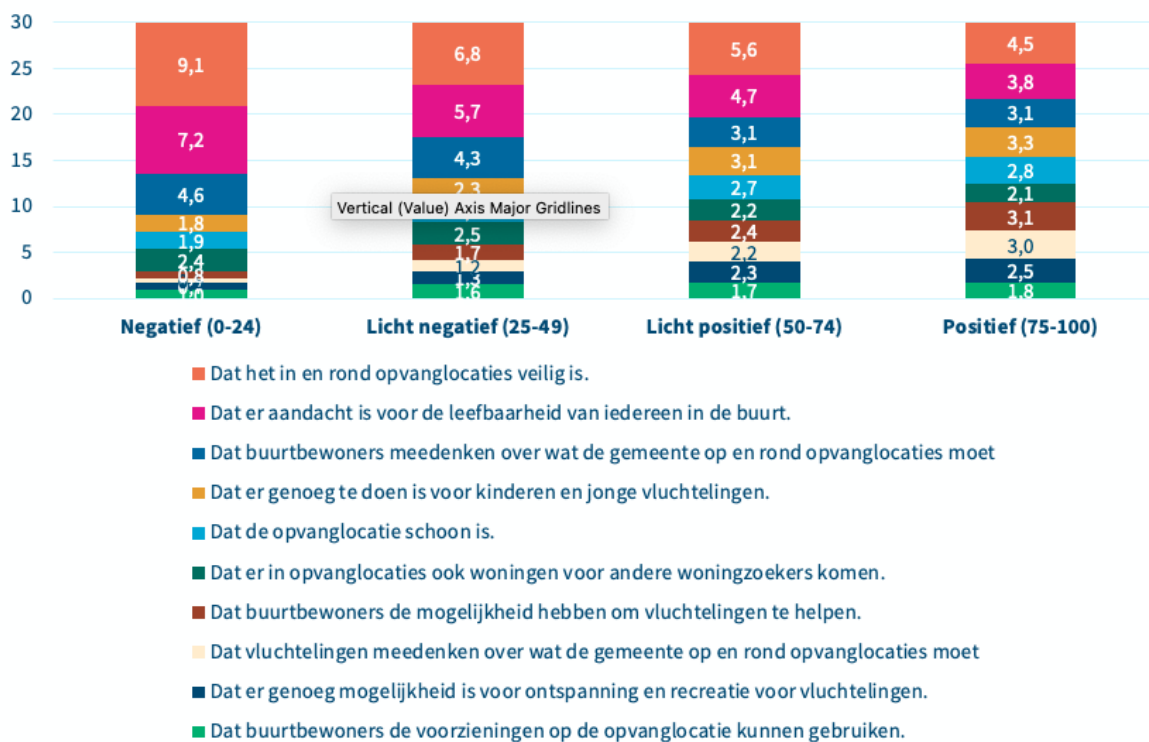 30
9,1
6,8
5,6
4,5
25
7,2
5,7
4,7
3,8
20
4,6
4,3
3,1
3,1
15
1,8
2,3
3,1
3,3
10
Vertical (Value) Axis Major Gridlines
1,9
2,7
2,8
2,4
2,5
2,2
2,1
5
0,8
1,7
2,4
3,1
1,2
2,2
3,0
1,3
2,3
2,5
0
1,0
1,6
1,7
1,8
Negatief (0-24)
Licht negatief (25-49)
Licht positief (50-74)
Positief (75-100)
Dat het in en rond opvanglocaties veilig is.
Dat er aandacht is voor de leefbaarheid van iedereen in de buurt.
Dat buurtbewoners meedenken over wat de gemeente op en rond opvanglocaties moet
Dat er genoeg te doen is voor kinderen en jonge vluchtelingen.
Dat de opvanglocatie schoon is.
Dat er in opvanglocaties ook woningen voor andere woningzoekers komen.
Dat buurtbewoners de mogelijkheid hebben om vluchtelingen te helpen.
Dat vluchtelingen meedenken over wat de gemeente op en rond opvanglocaties moet
Dat er genoeg mogelijkheid is voor ontspanning en recreatie voor vluchtelingen.
Dat buurtbewoners de voorzieningen op de opvanglocatie kunnen gebruiken.